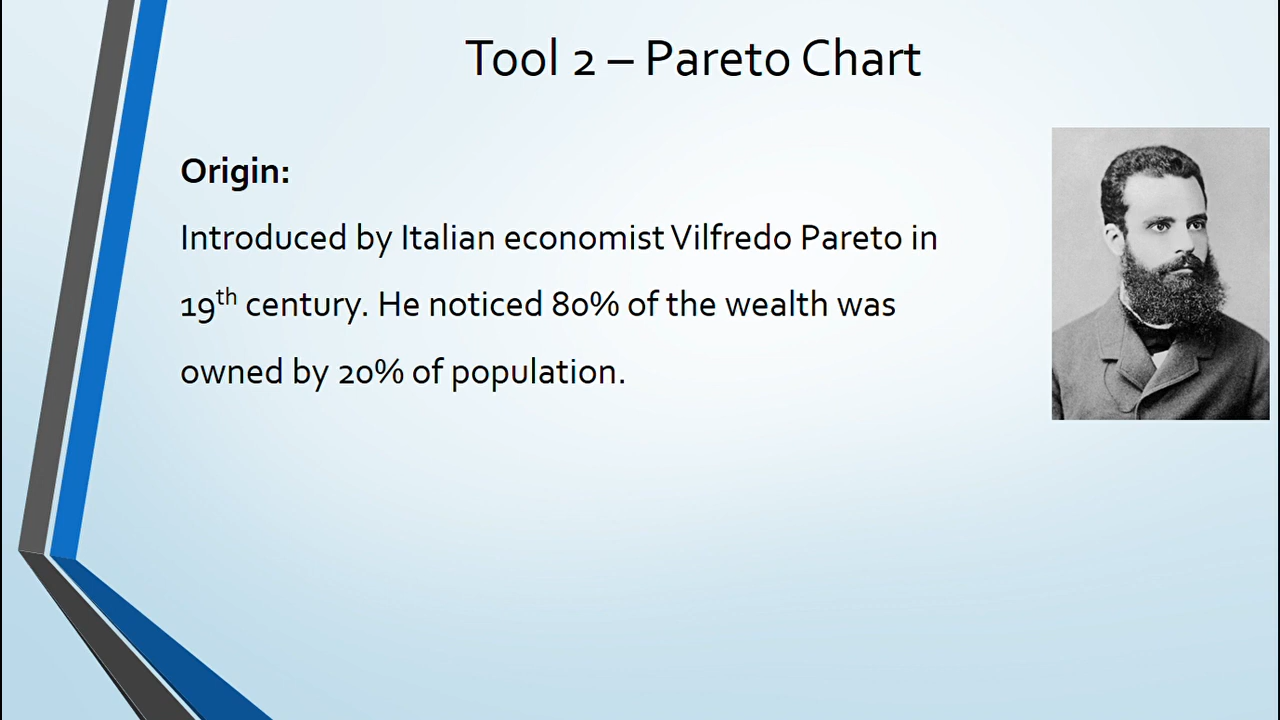 Tool 2 – Pareto Chart
Origin:
Introduced by Italian economist Vilfredo Pareto in
19th century. He noticed 80% of the wealth was
owned by 20% of population.